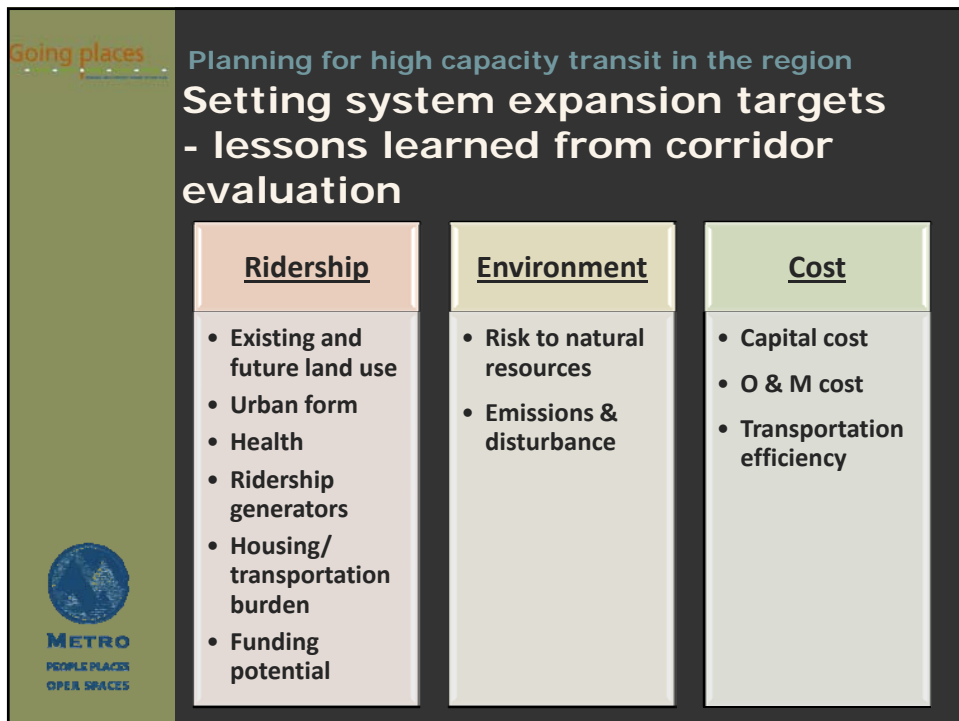 Going places
Planning for high capacity transit in the region
Setting system expansion targets
- lessons learned from corridor
evaluation
Ridership
• Existing and
future land use
• Urban form
• Health
• Ridership
generators
• Housing/
transportation
burden
• Funding
potential
Environment
• Risk to natural
resources
• Emissions &
disturbance
Cost
• Capital cost
• O & M cost
• Transportation
efficiency
METRO
PEOPLE PLACES
OPEN SPACES